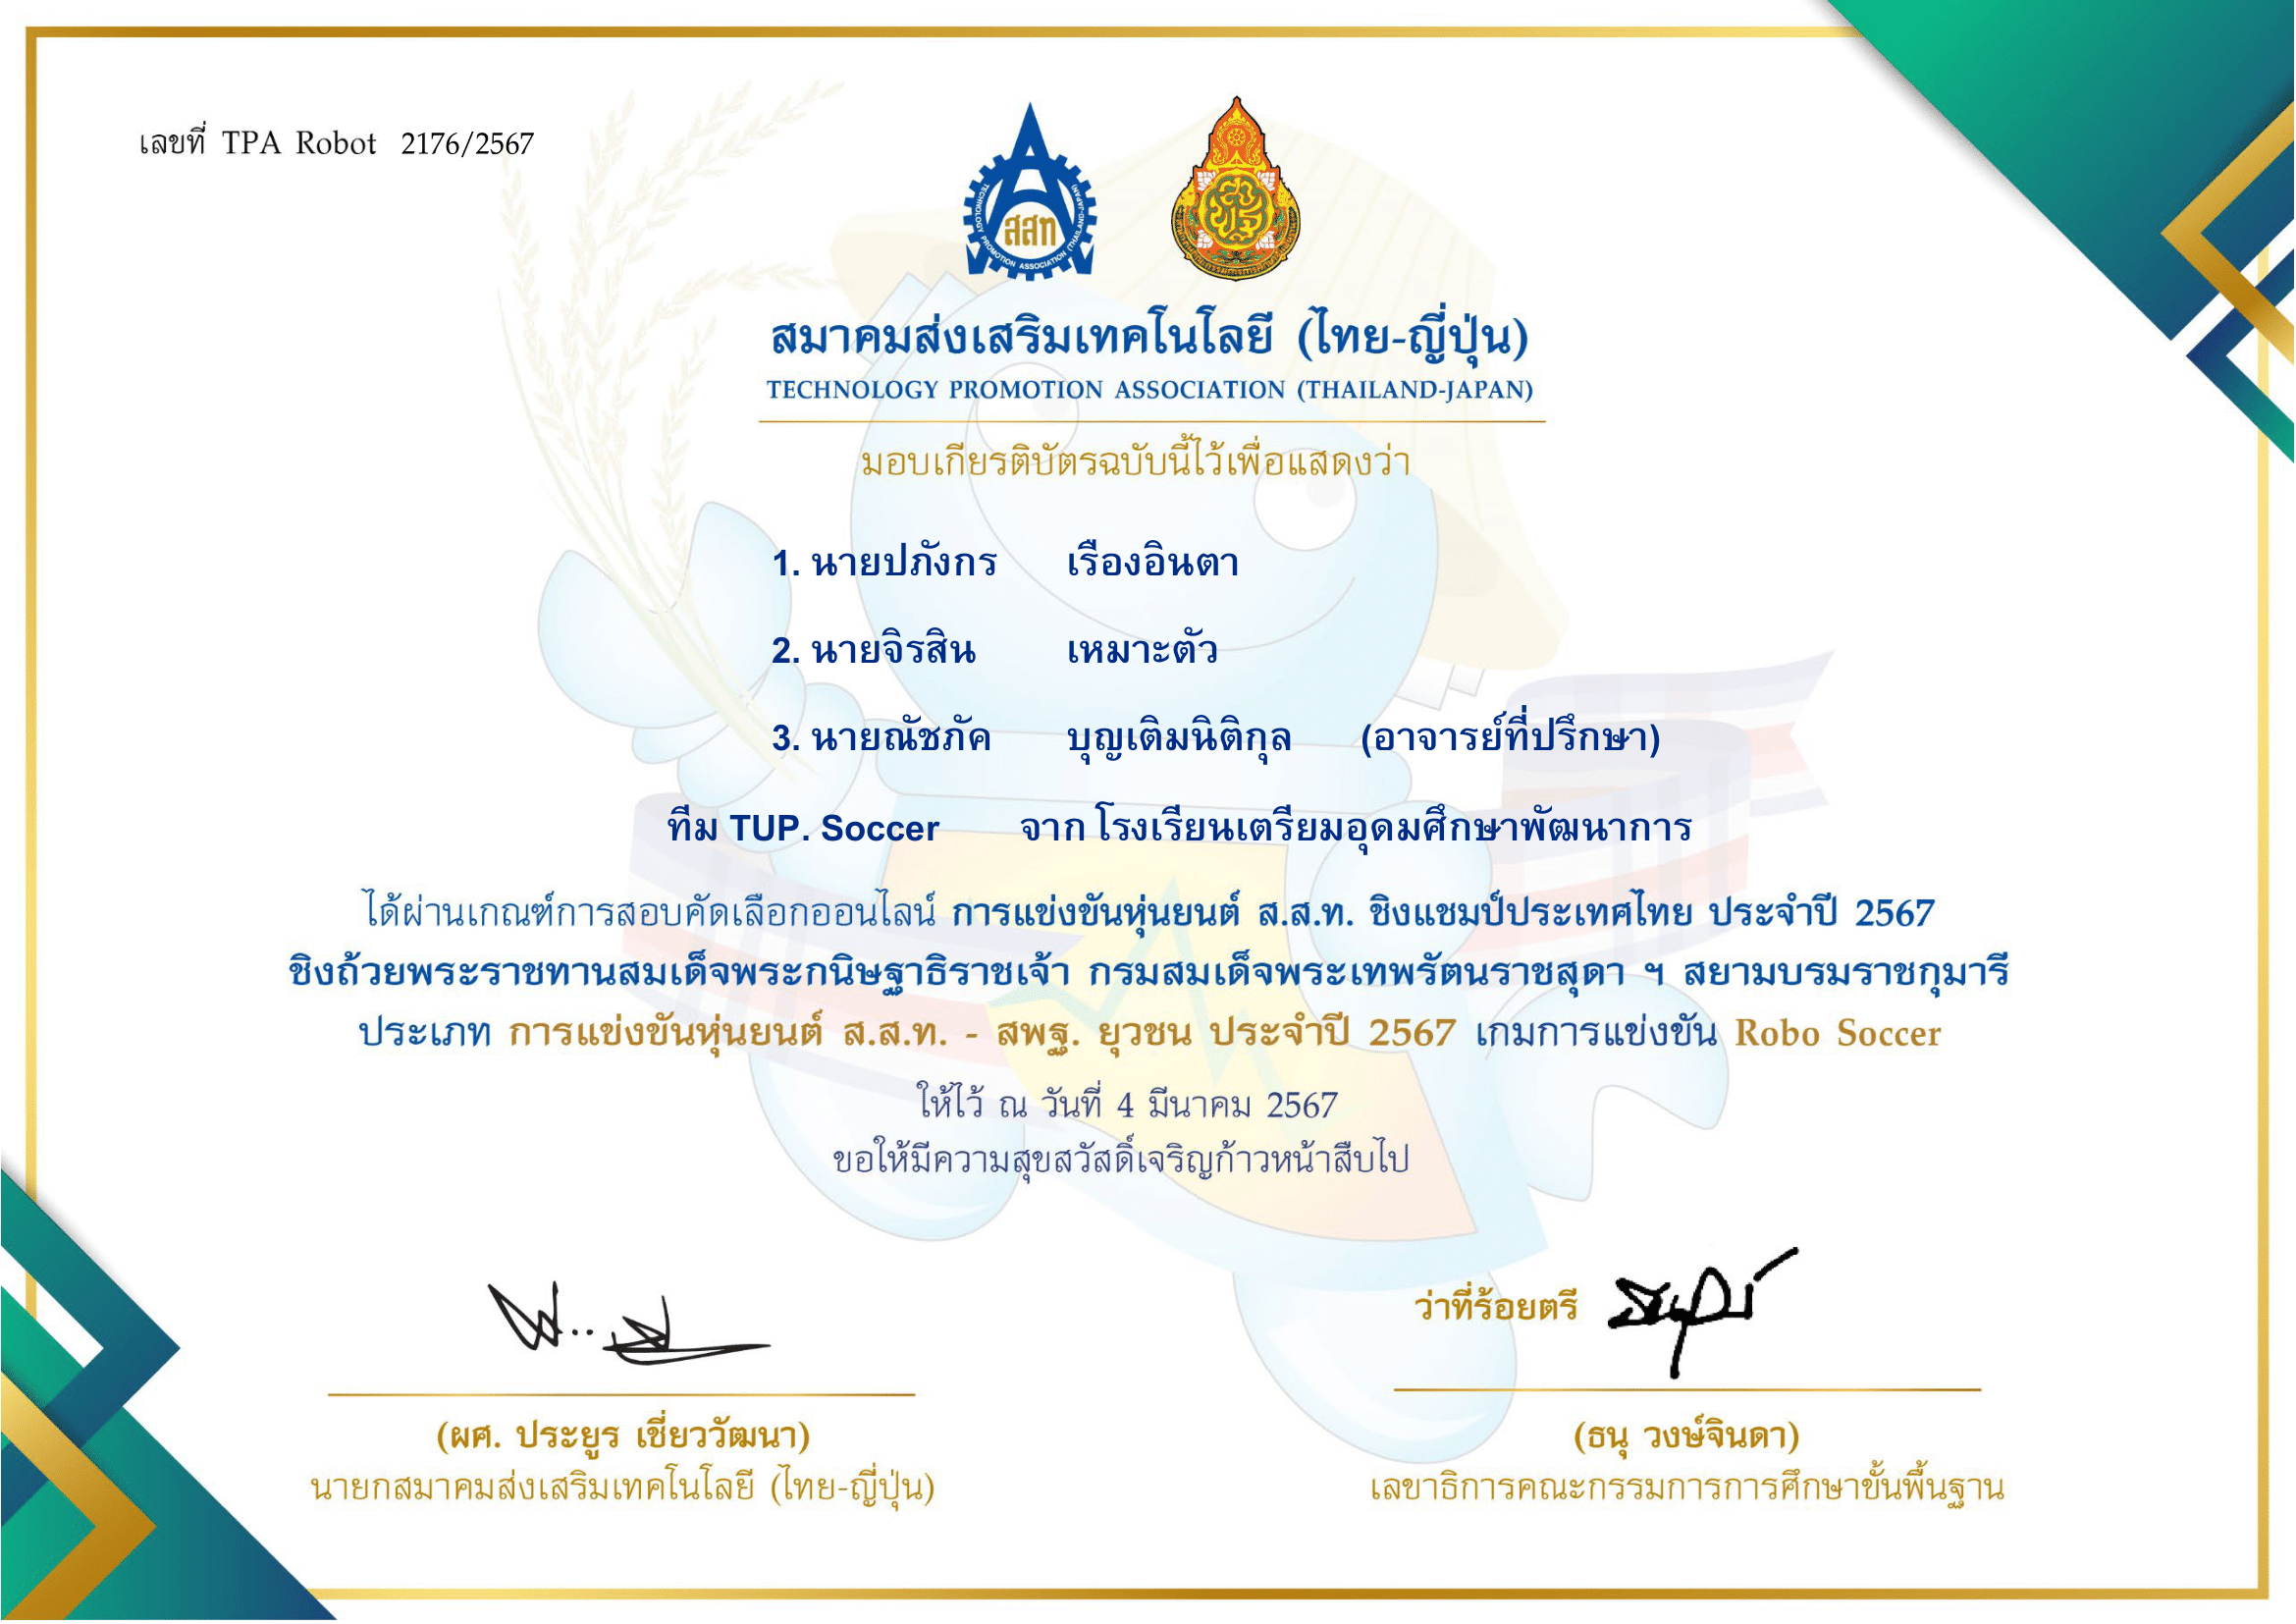 เลขที่ TPA Robot 2176/2567
สสท
TECHNOLOGY PROMOTION ASSOCIATION (THAILAND-JAPAN)
สมาคมส่งเสริมเทคโนโลยี (ไทย-ญี่ปุ่น)
TECHNOLOGY PROMOTION ASSOCIATION (THAILAND-JAPAN)
มอบเกียรติบัตรฉบับนี้ไว้เพื่อแสดงว่า
1. นายปภังกร เรืองอินตา
2. นายจิรสิน เหมาะตัว
3. นายณัชภัค บุญเติมนิติกุล (อาจารย์ที่ปรึกษา)
ทีม TUP. Soccer จาก โรงเรียนเตรียมอุดมศึกษาพัฒนาการ
ได้ผ่านเกณฑ์การสอบคัดเลือกออนไลน์ การแข่งขันหุ่นยนต์ ส.ส.ท. ชิงแชมป์ประเทศไทย ประจำปี 2567
ชิงถ้วยพระราชทานสมเด็จพระกนิษฐาธิราชเจ้า กรมสมเด็จพระเทพรัตนราชสุดา ฯ สยามบรมราชกุมารี
ประเภท การแข่งขันหุ่นยนต์ ส.ส.ท. - สพฐ. ยุวชน ประจำปี 2567 เกมการแข่งขัน Robo Soccer
ให้ไว้ ณ วันที่ 4 มีนาคม 2567
ขอให้มีความสุขสวัสดิ์เจริญก้าวหน้าสืบไป
ว่าที่ร้อยตรี
(ผศ. ประยูร เชี่ยววัฒนา)
นายกสมาคมส่งเสริมเทคโนโลยี (ไทย-ญี่ปุ่น)
(ธนุ วงษ์จินดา)
เลขาธิการคณะกรรมการการศึกษาขั้นพื้นฐาน